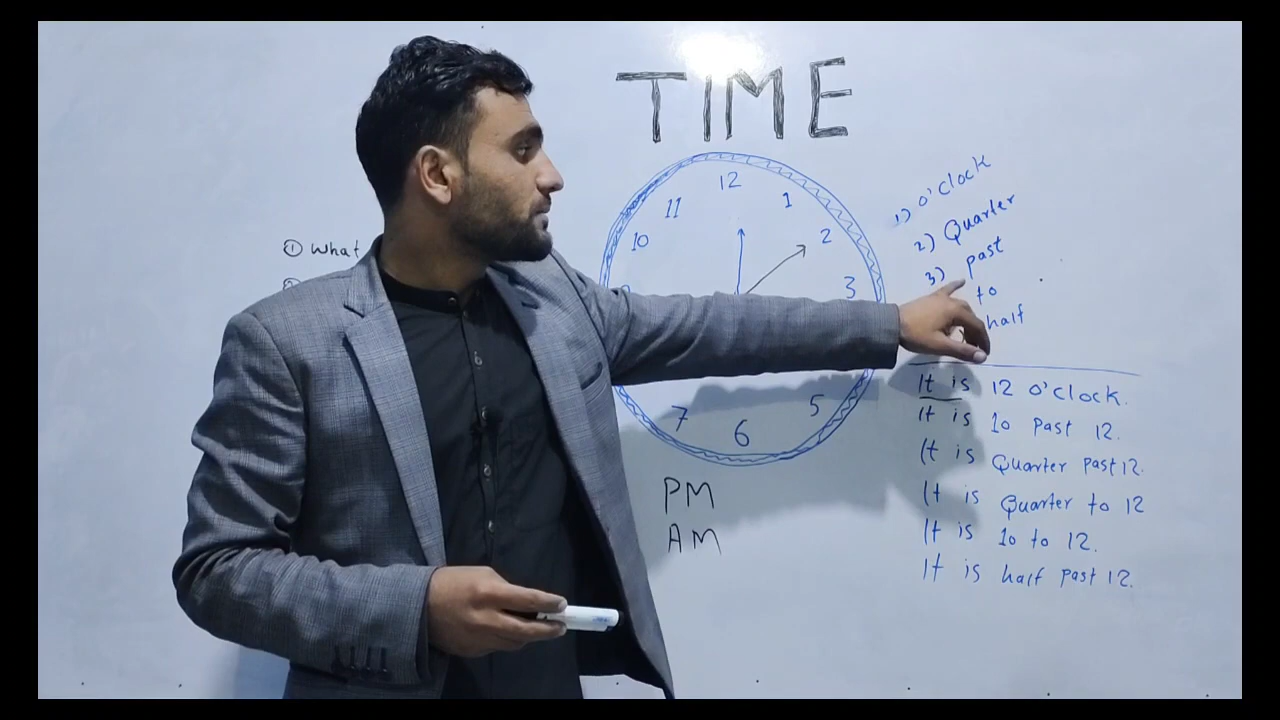 TIME
① What
12
11
1
10
2
3
7
5
6
PM
AM
1) O'clock
2) Quarter
3) past
to
half
It is 12 O'clock.
It is 10 past 12.
It is Quarter past 12.
It is Quarter to 12
It is 10 to 12.
It is half past 12.